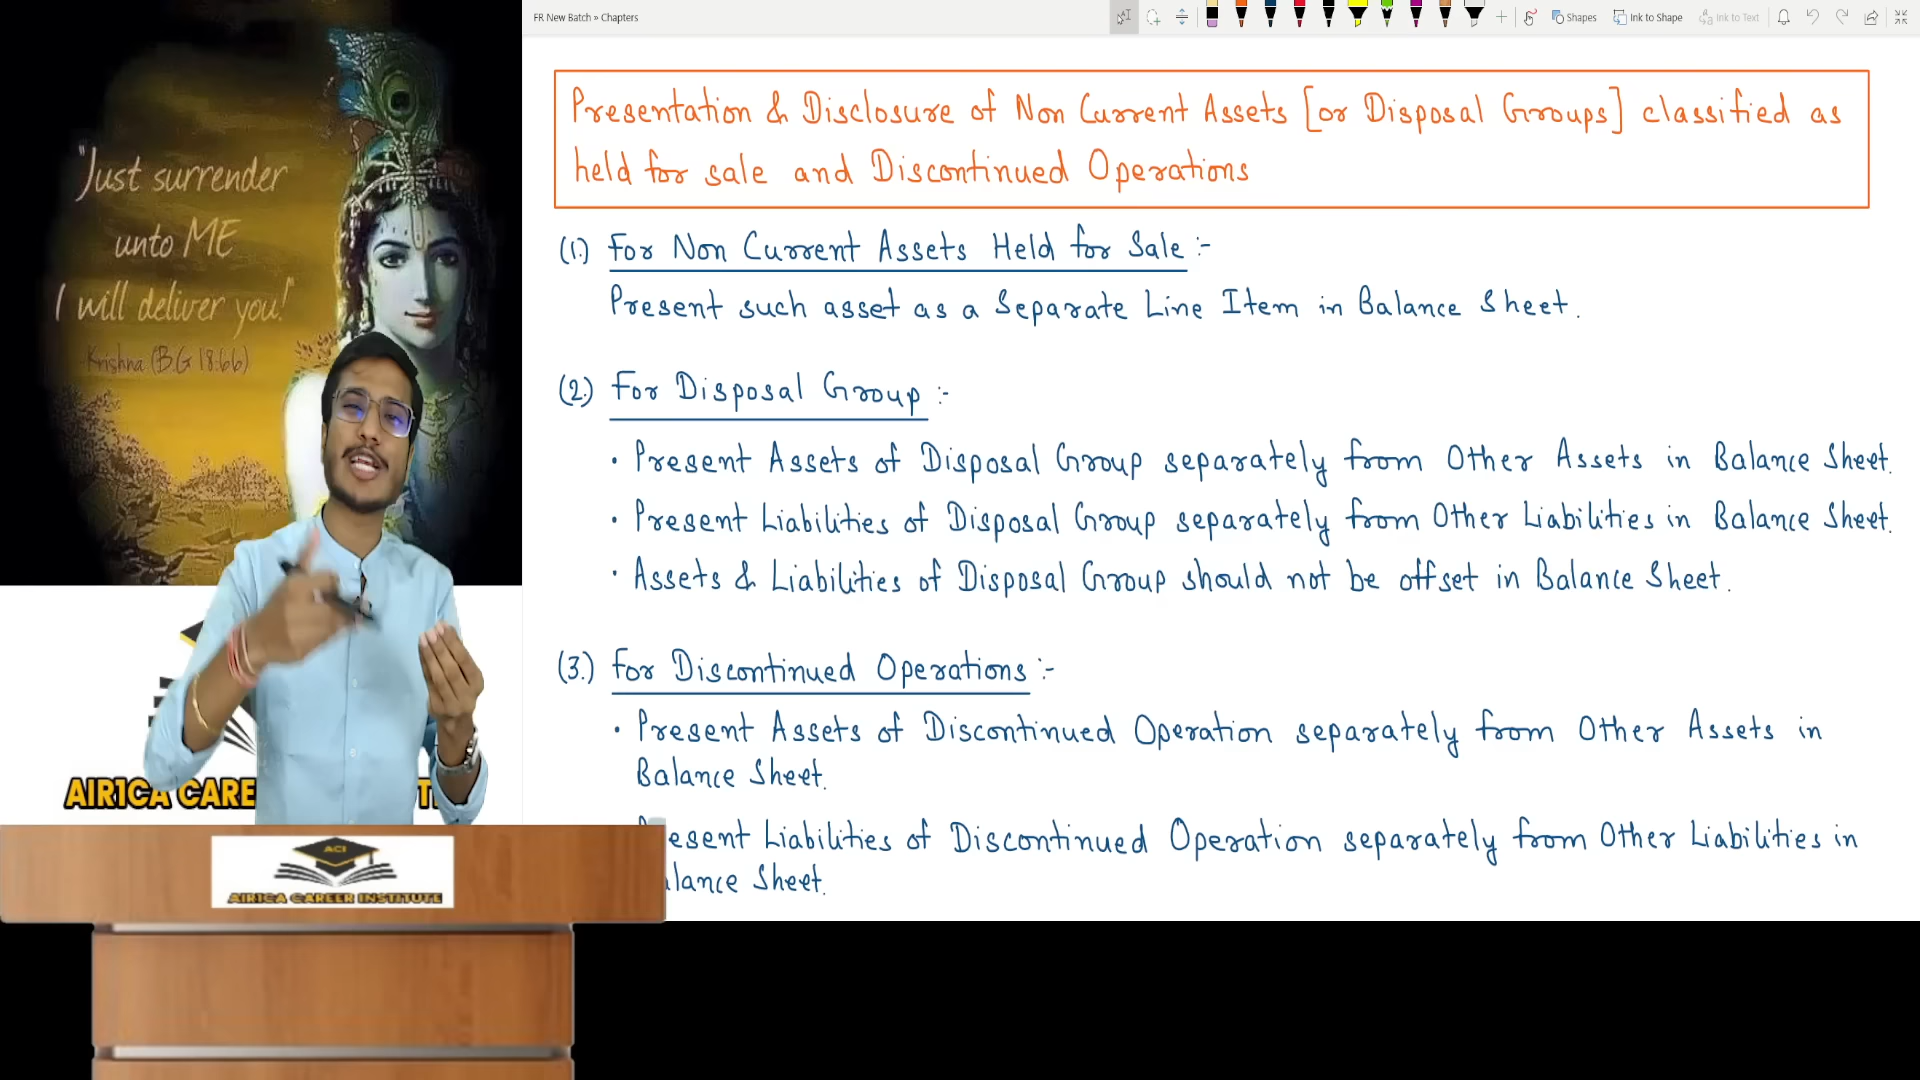 FR New Batch » Chapters
Shapes
Ink to Shape
Ink to Text
"Just surrender
unto ME
I will deliver you!"
Krishna (B.G 18:66)
Presentation & Disclosure of Non Current Assets [or Disposal Groups] classified as
held for sale and Discontinued Operations
(1.) For Non Current Assets Held for Sale :-
Present such asset as a Separate Line Item in Balance Sheet.
(2.) For Disposal Group :-
• Present Assets of Disposal Group separately from Other Assets in Balance Sheet.
• Present Liabilities of Disposal Group separately from Other Liabilities in Balance Sheet.
• Assets & Liabilities of Disposal Group should not be offset in Balance Sheet.
(3.) For Discontinued Operations :-
• Present Assets of Discontinued Operation separately from Other Assets in
Balance Sheet.
esent Liabilities of Discontinued Operation separately from Other Liabilities in
lance Sheet.
AIR1CA CARE
ACI
AIR1CA CAREER INSTITUTE